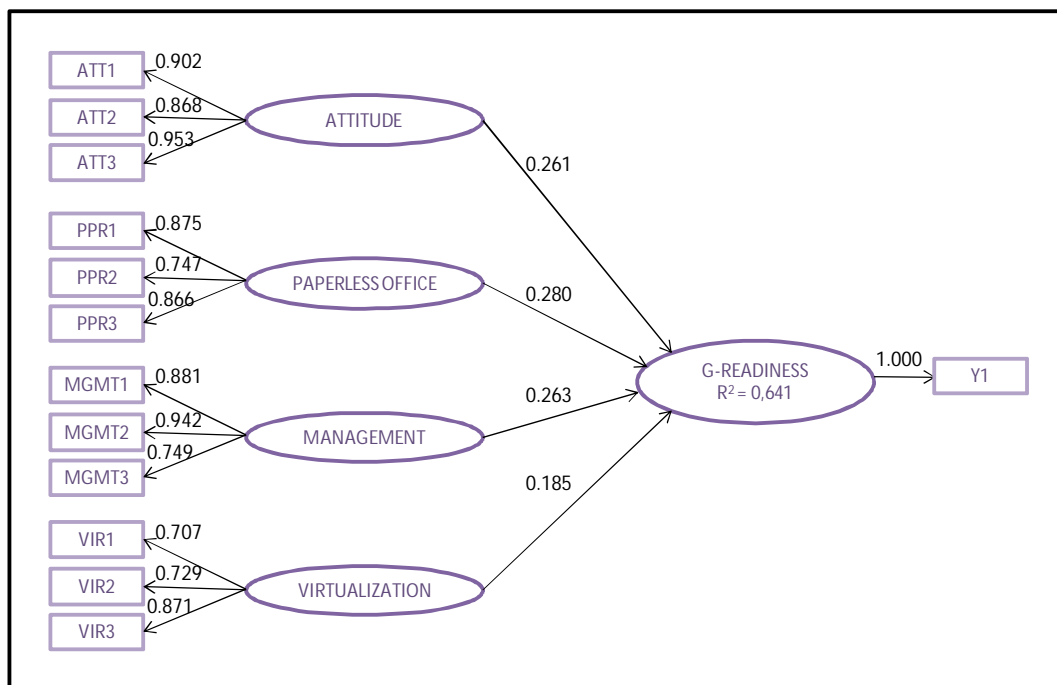 ATT1
0.902
ATT2
0.868
ATT3
0.953
ATTITUDE
0.261
PPR1
0.875
PPR2
0.747
PPR3
0.866
PAPERLESS OFFICE
0.280
MGMT1
0.881
MGMT2
0.942
MGMT3
0.749
MANAGEMENT
0.263
VIR1
0.707
VIR2
0.729
VIR3
0.871
VIRTUALIZATION
0.185
G-READINESS
R² = 0,641
1.000
Y1